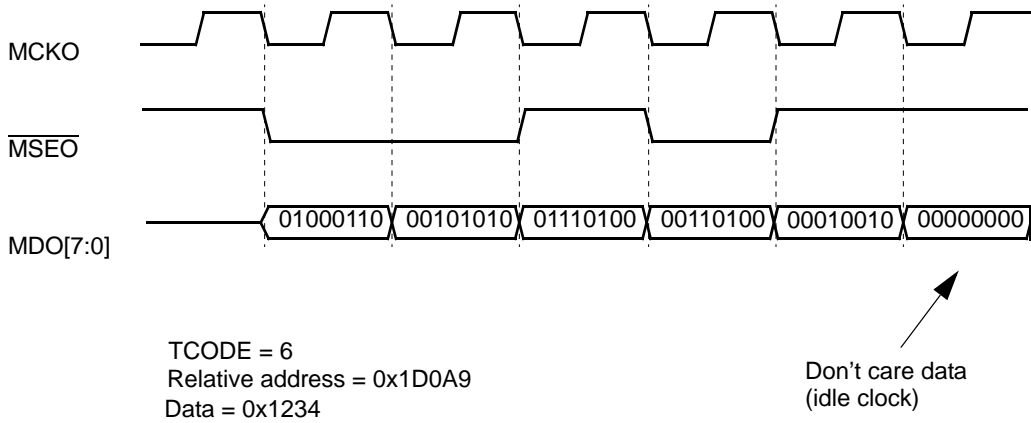 MCKO
MSEO
MDO[7:0]
01000110 00101010 01110100 00110100 00010010 00000000
TCODE = 6
Relative address = 0x1D0A9
Data = 0x1234
Don't care data
(idle clock)